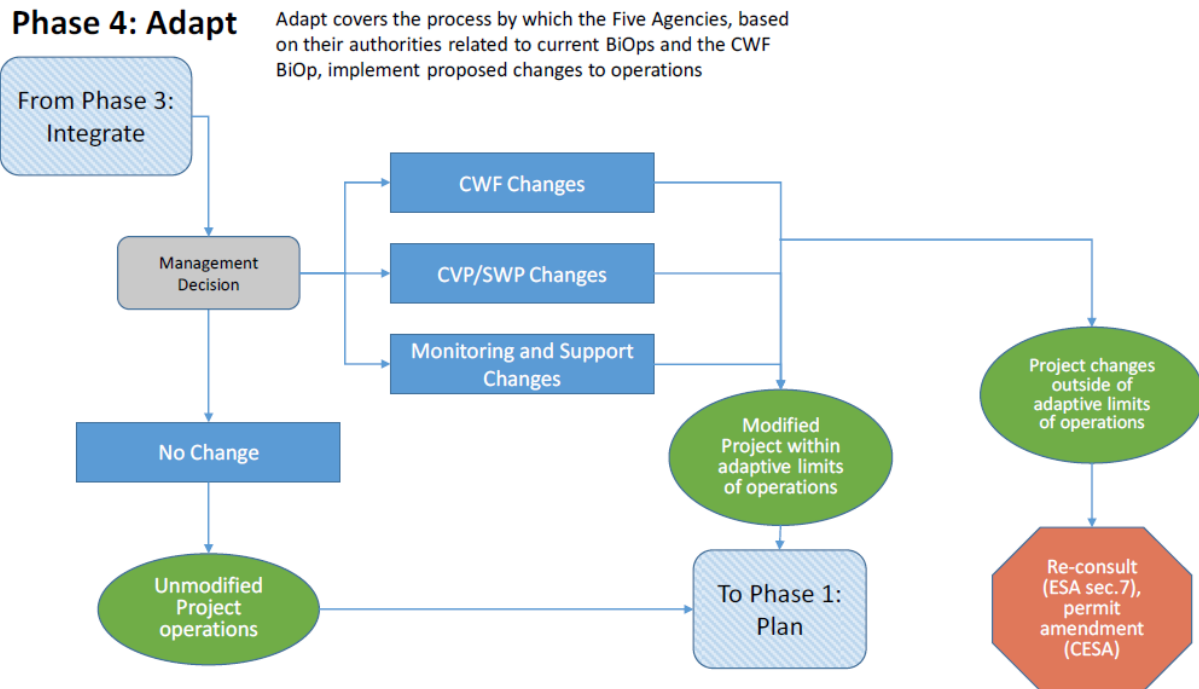 Phase 4: Adapt
Adapt covers the process by which the Five Agencies, based
on their authorities related to current BiOps and the CWF
BiOp, implement proposed changes to operations
From Phase 3:
Integrate
CWF Changes
Management
Decision
CVP/SWP Changes
Monitoring and Support
Changes
Project changes
outside of
adaptive limits
of operations
No Change
Modified
Project within
adaptive limits
of operations
Unmodified
Project
operations
To Phase 1:
Plan
Re-consult
(ESA sec.7),
permit
amendment
(CESA)